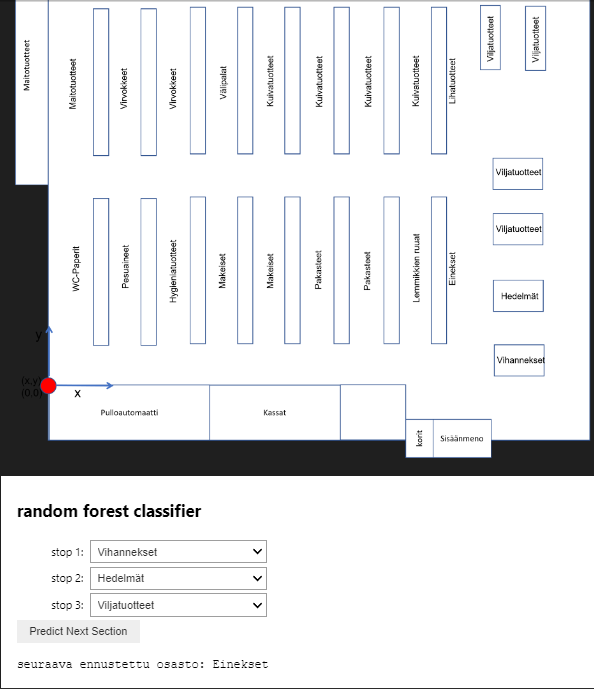 Maitotuotteet
Maitotuotteet
Virvokkeet
Virvokkeet
Välipalat
Kuivatuotteet
Kuivatuotteet
Kuivatuotteet
Kuivatuotteet
Lihatuotteet
Viljatuotteet
Viljatuotteet
Viljatuotteet
Viljatuotteet
Hedelmät
Vihannekset
WC-Paperit
Pesuaineet
Hygieniatuotteet
Makeiset
Makeiset
Pakasteet
Pakasteet
Lemmikkien ruuat
Einekset
y
(x,y)
(0,0)
x
Pulloautomaatti
Kassat
korit
Sisäänmeno
random forest classifier
stop 1: Vihannekset
stop 2: Hedelmät
stop 3: Viljatuotteet
Predict Next Section
seuraava ennustettu osasto: Einekset